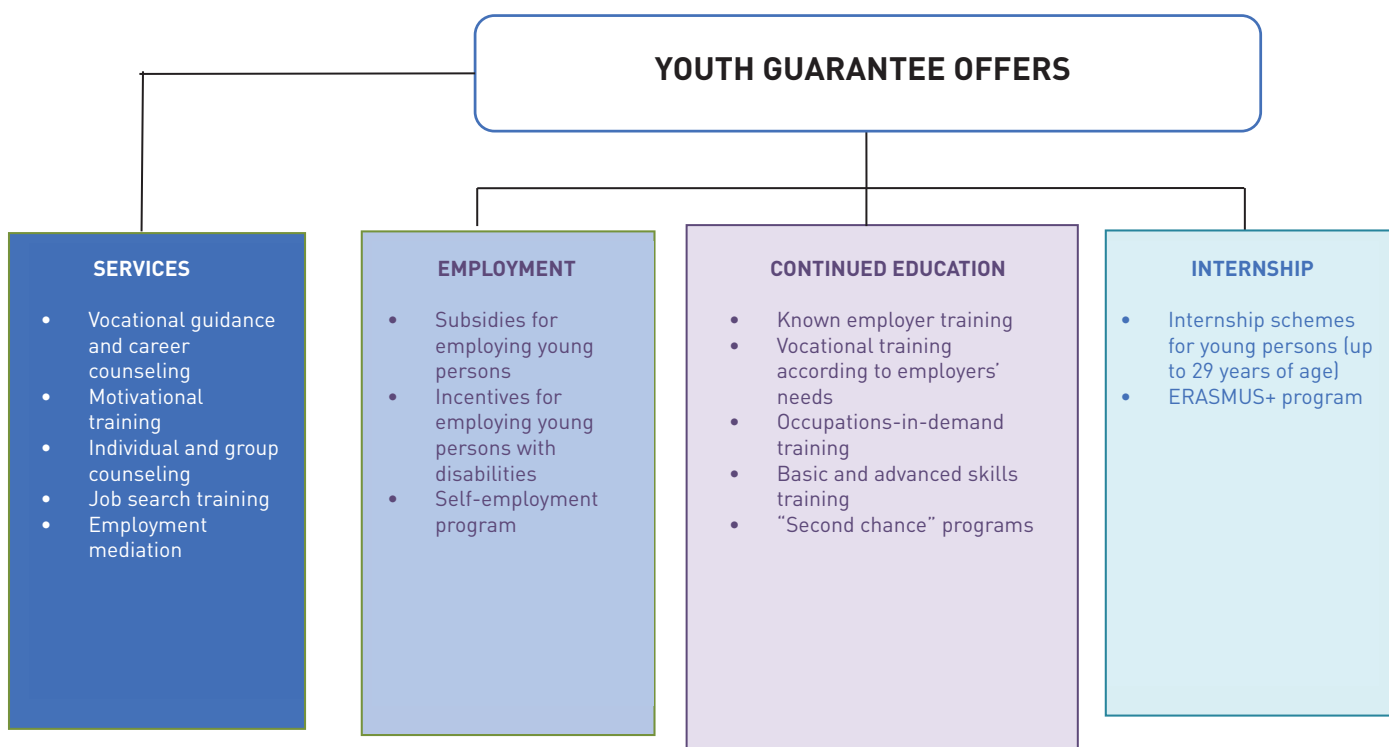 YOUTH GUARANTEE OFFERS
SERVICES
• Vocational guidance
and career
counseling
• Motivational
training
• Individual and group
counseling
• Job search training
• Employment
mediation
EMPLOYMENT
• Subsidies for
employing young
persons
• Incentives for
employing young
persons with
disabilities
• Self-employment
program
CONTINUED EDUCATION
• Known employer training
• Vocational training
according to employers’
needs
• Occupations-in-demand
training
• Basic and advanced skills
training
• “Second chance” programs
INTERNSHIP
• Internship schemes
for young persons (up
to 29 years of age)
• ERASMUS+ program